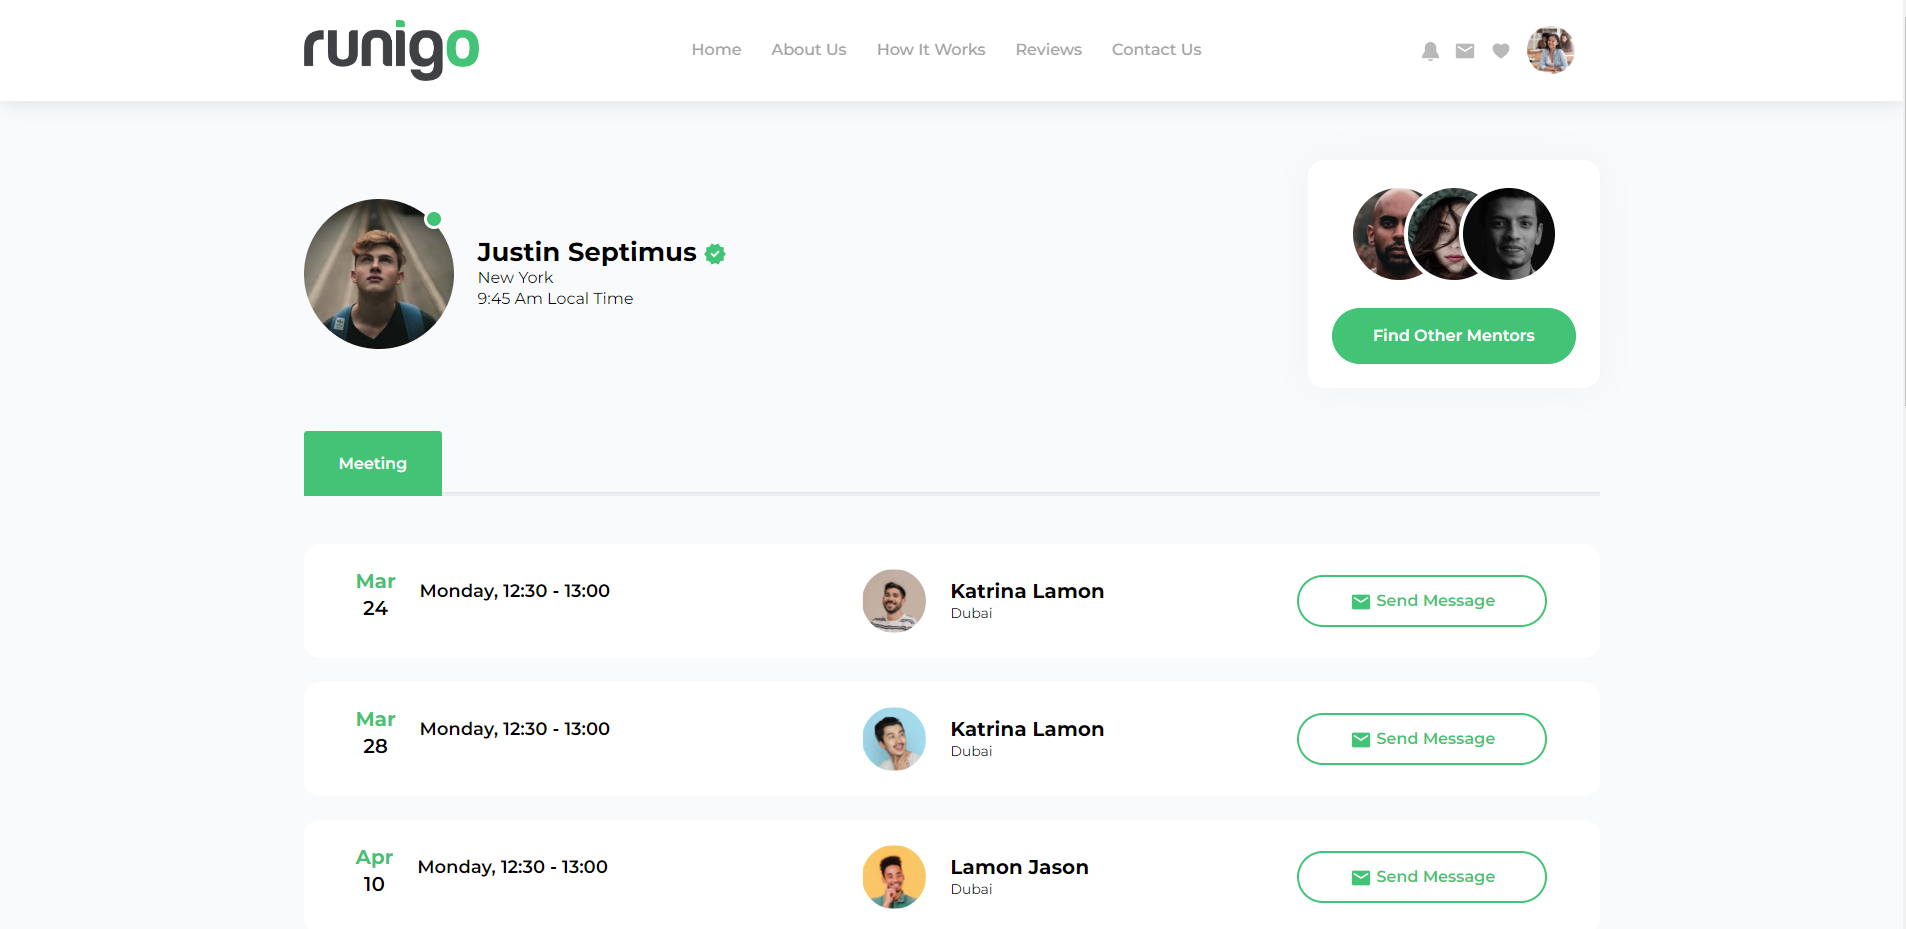 runigo
Home About Us How It Works Reviews Contact Us
Justin Septimus
New York
9:45 Am Local Time
Find Other Mentors
Meeting
Mar
24
Monday, 12:30 - 13:00
Katrina Lamon
Dubai
Send Message
Mar
28
Monday, 12:30 - 13:00
Katrina Lamon
Dubai
Send Message
Apr
10
Monday, 12:30 - 13:00
Lamon Jason
Dubai
Send Message